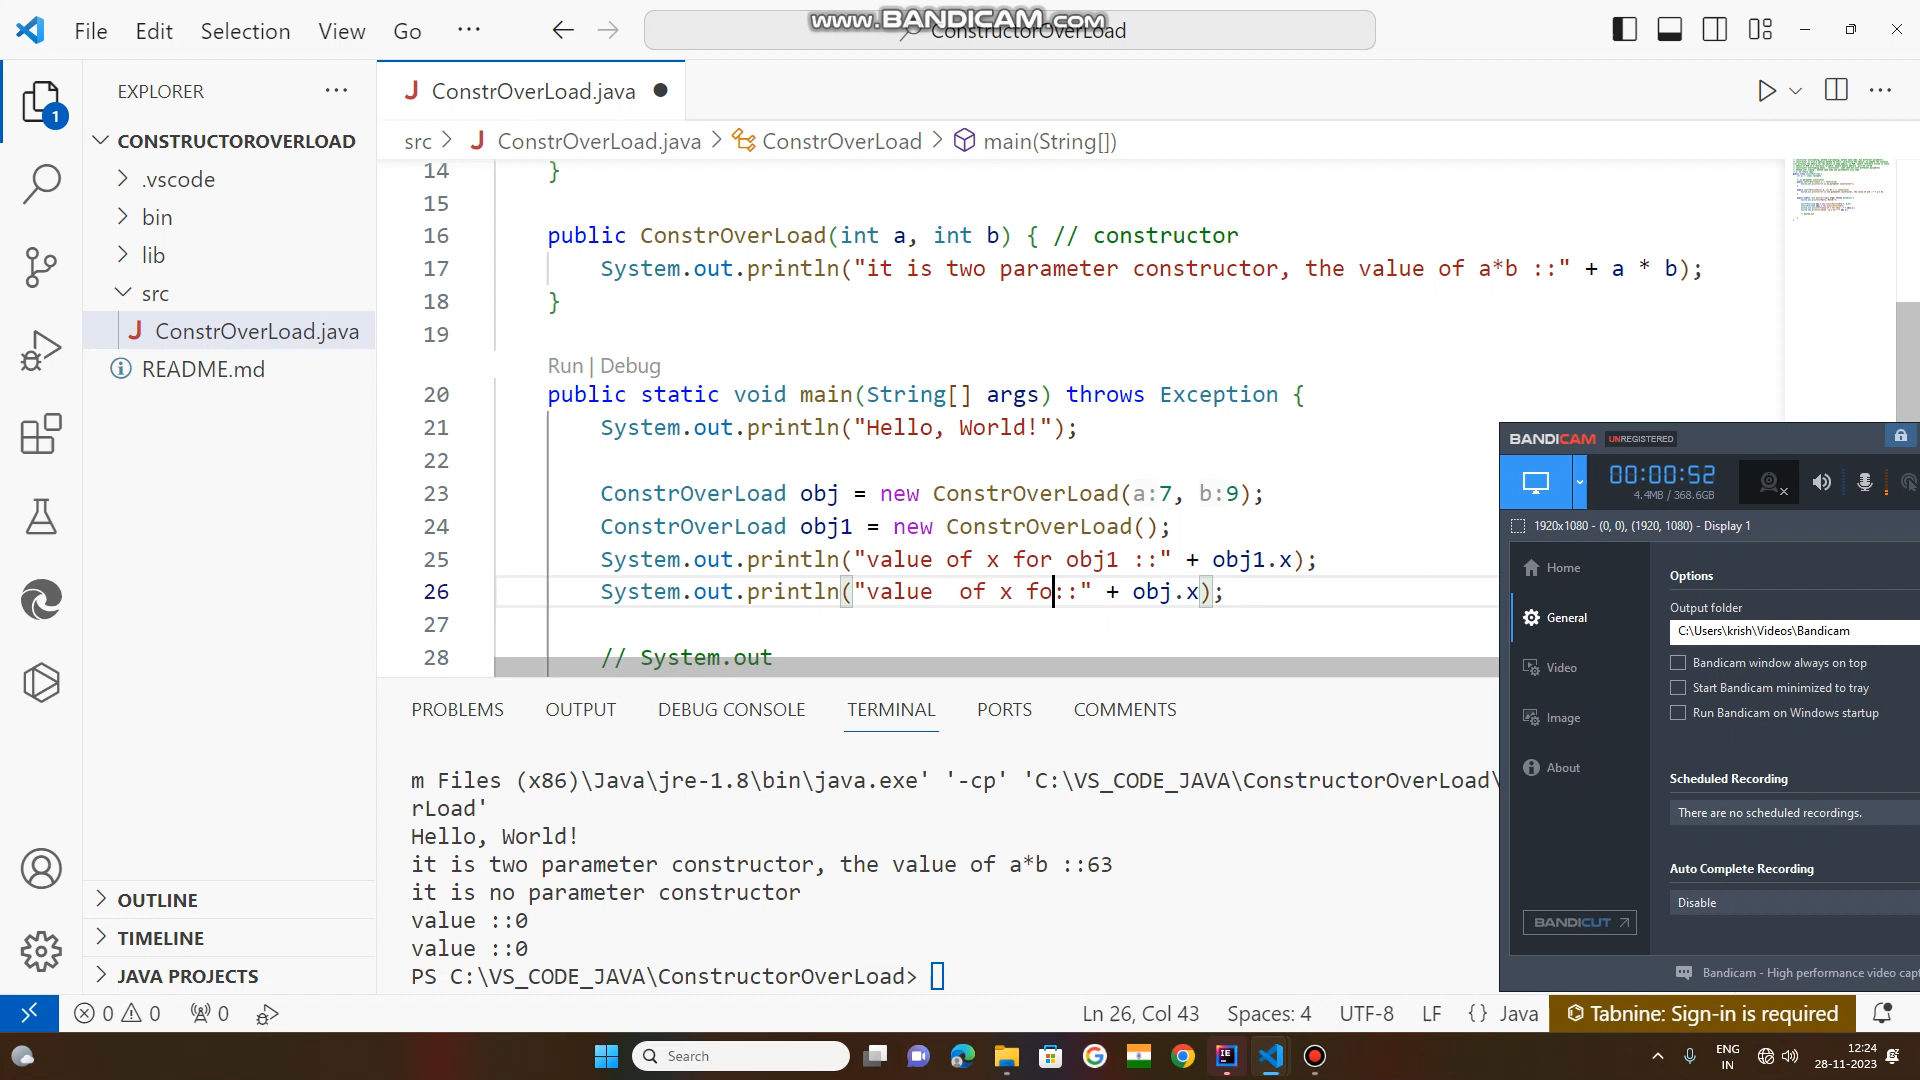 File Edit Selection View Go ···
www.BANDICAM.com
ConstructorOverLoad
EXPLORER
ConstrOverLoad.java
1
CONSTRUCTOROVERLOAD
.vscode
bin
lib
src
ConstrOverLoad.java
README.md
OUTLINE
TIMELINE
JAVA PROJECTS
src > ConstrOverLoad.java > ConstrOverLoad > main(String[])
14 }
15
16 public ConstrOverLoad(int a, int b) { // constructor
17 System.out.println("it is two parameter constructor, the value of a*b ::" + a * b);
18 }
19
Run | Debug
20 public static void main(String[] args) throws Exception {
21 System.out.println("Hello, World!");
22
23 ConstrOverLoad obj = new ConstrOverLoad(a:7, b:9);
24 ConstrOverLoad obj1 = new ConstrOverLoad();
25 System.out.println("value of x for obj1 ::" + obj1.x);
26 System.out.println("value  of x fo::" + obj.x);
27
28 // System.out
PROBLEMS OUTPUT DEBUG CONSOLE TERMINAL PORTS COMMENTS
m Files (x86)\Java\jre-1.8\bin\java.exe' '-cp' 'C:\VS_CODE_JAVA\ConstructorOverLoad\
rLoad'
Hello, World!
it is two parameter constructor, the value of a*b ::63
it is no parameter constructor
value ::0
value ::0
PS C:\VS_CODE_JAVA\ConstructorOverLoad>
BANDICAM UNREGISTERED
00:00:52
4.4MB / 368.6GB
1920x1080 - (0, 0), (1920, 1080) - Display 1
Home
General
Video
Image
About
BANDICUT
Options
Output folder
C:\Users\krish\Videos\Bandicam
Bandicam window always on top
Start Bandicam minimized to tray
Run Bandicam on Windows startup
Scheduled Recording
There are no scheduled recordings.
Auto Complete Recording
Disable
Bandicam - High performance video capt
0 0 0
Ln 26, Col 43 Spaces: 4 UTF-8 LF {} Java Tabnine: Sign-in is required
Search
ENG
IN
12:24
28-11-2023